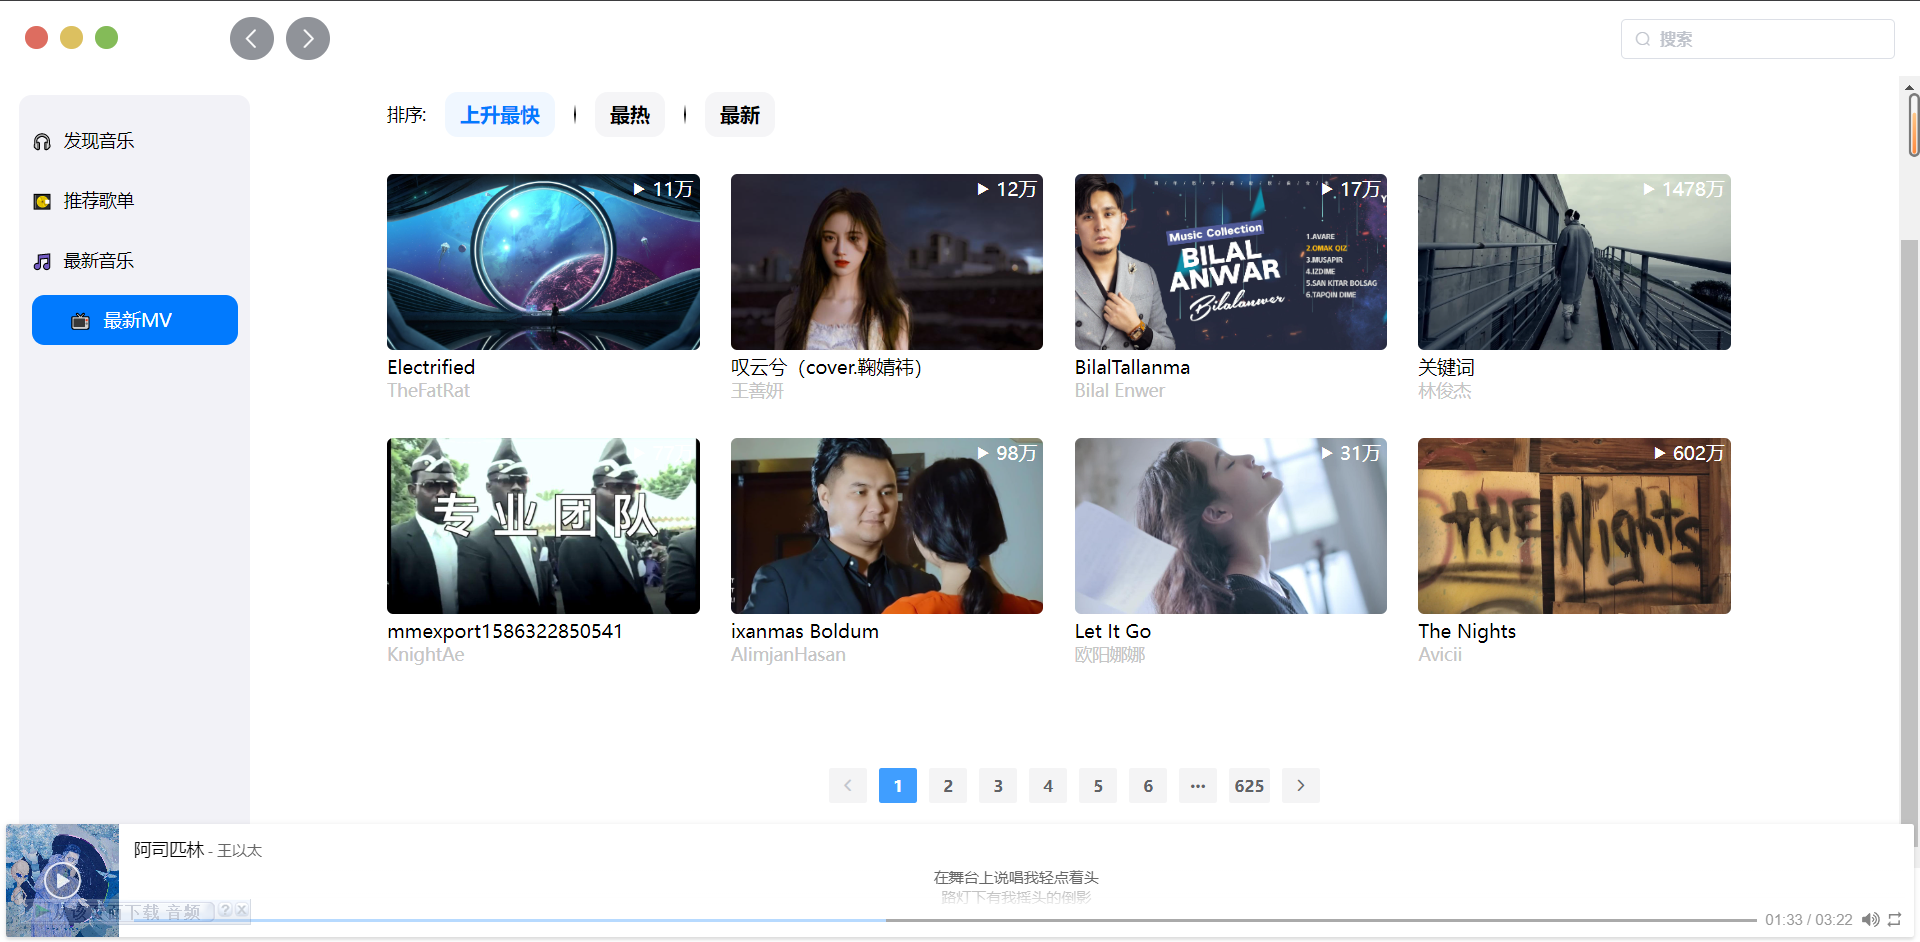 搜索
发现音乐
推荐歌单
最新音乐
最新MV
排序:
上升最快
最热
最新
11万
12万
17万
1478万
Music Collection
BILAL
ANWAR
Bilalanwer
1.AVARE
2.OMAK QIZ
3.MUSAPIR
4.IZDIME
5.SAN KITAR BOLSAG
6.TAPQIN DIME
Electrified
TheFatRat
叹云兮（cover.鞠婧祎）
王善妍
BilalTallanma
Bilal Enwer
关键词
林俊杰
专业团队
98万
31万
602万
THE Nights
mmexport1586322850541
KnightAe
ixanmas Boldum
AlimjanHasan
Let It Go
欧阳娜娜
The Nights
Avicii
1 2 3 4 5 6 ··· 625
阿司匹林 - 王以太
在舞台上说唱我轻点着头
路灯下有我摇头的倒影
从该页面下载 音频 ? x
01:33 / 03:22